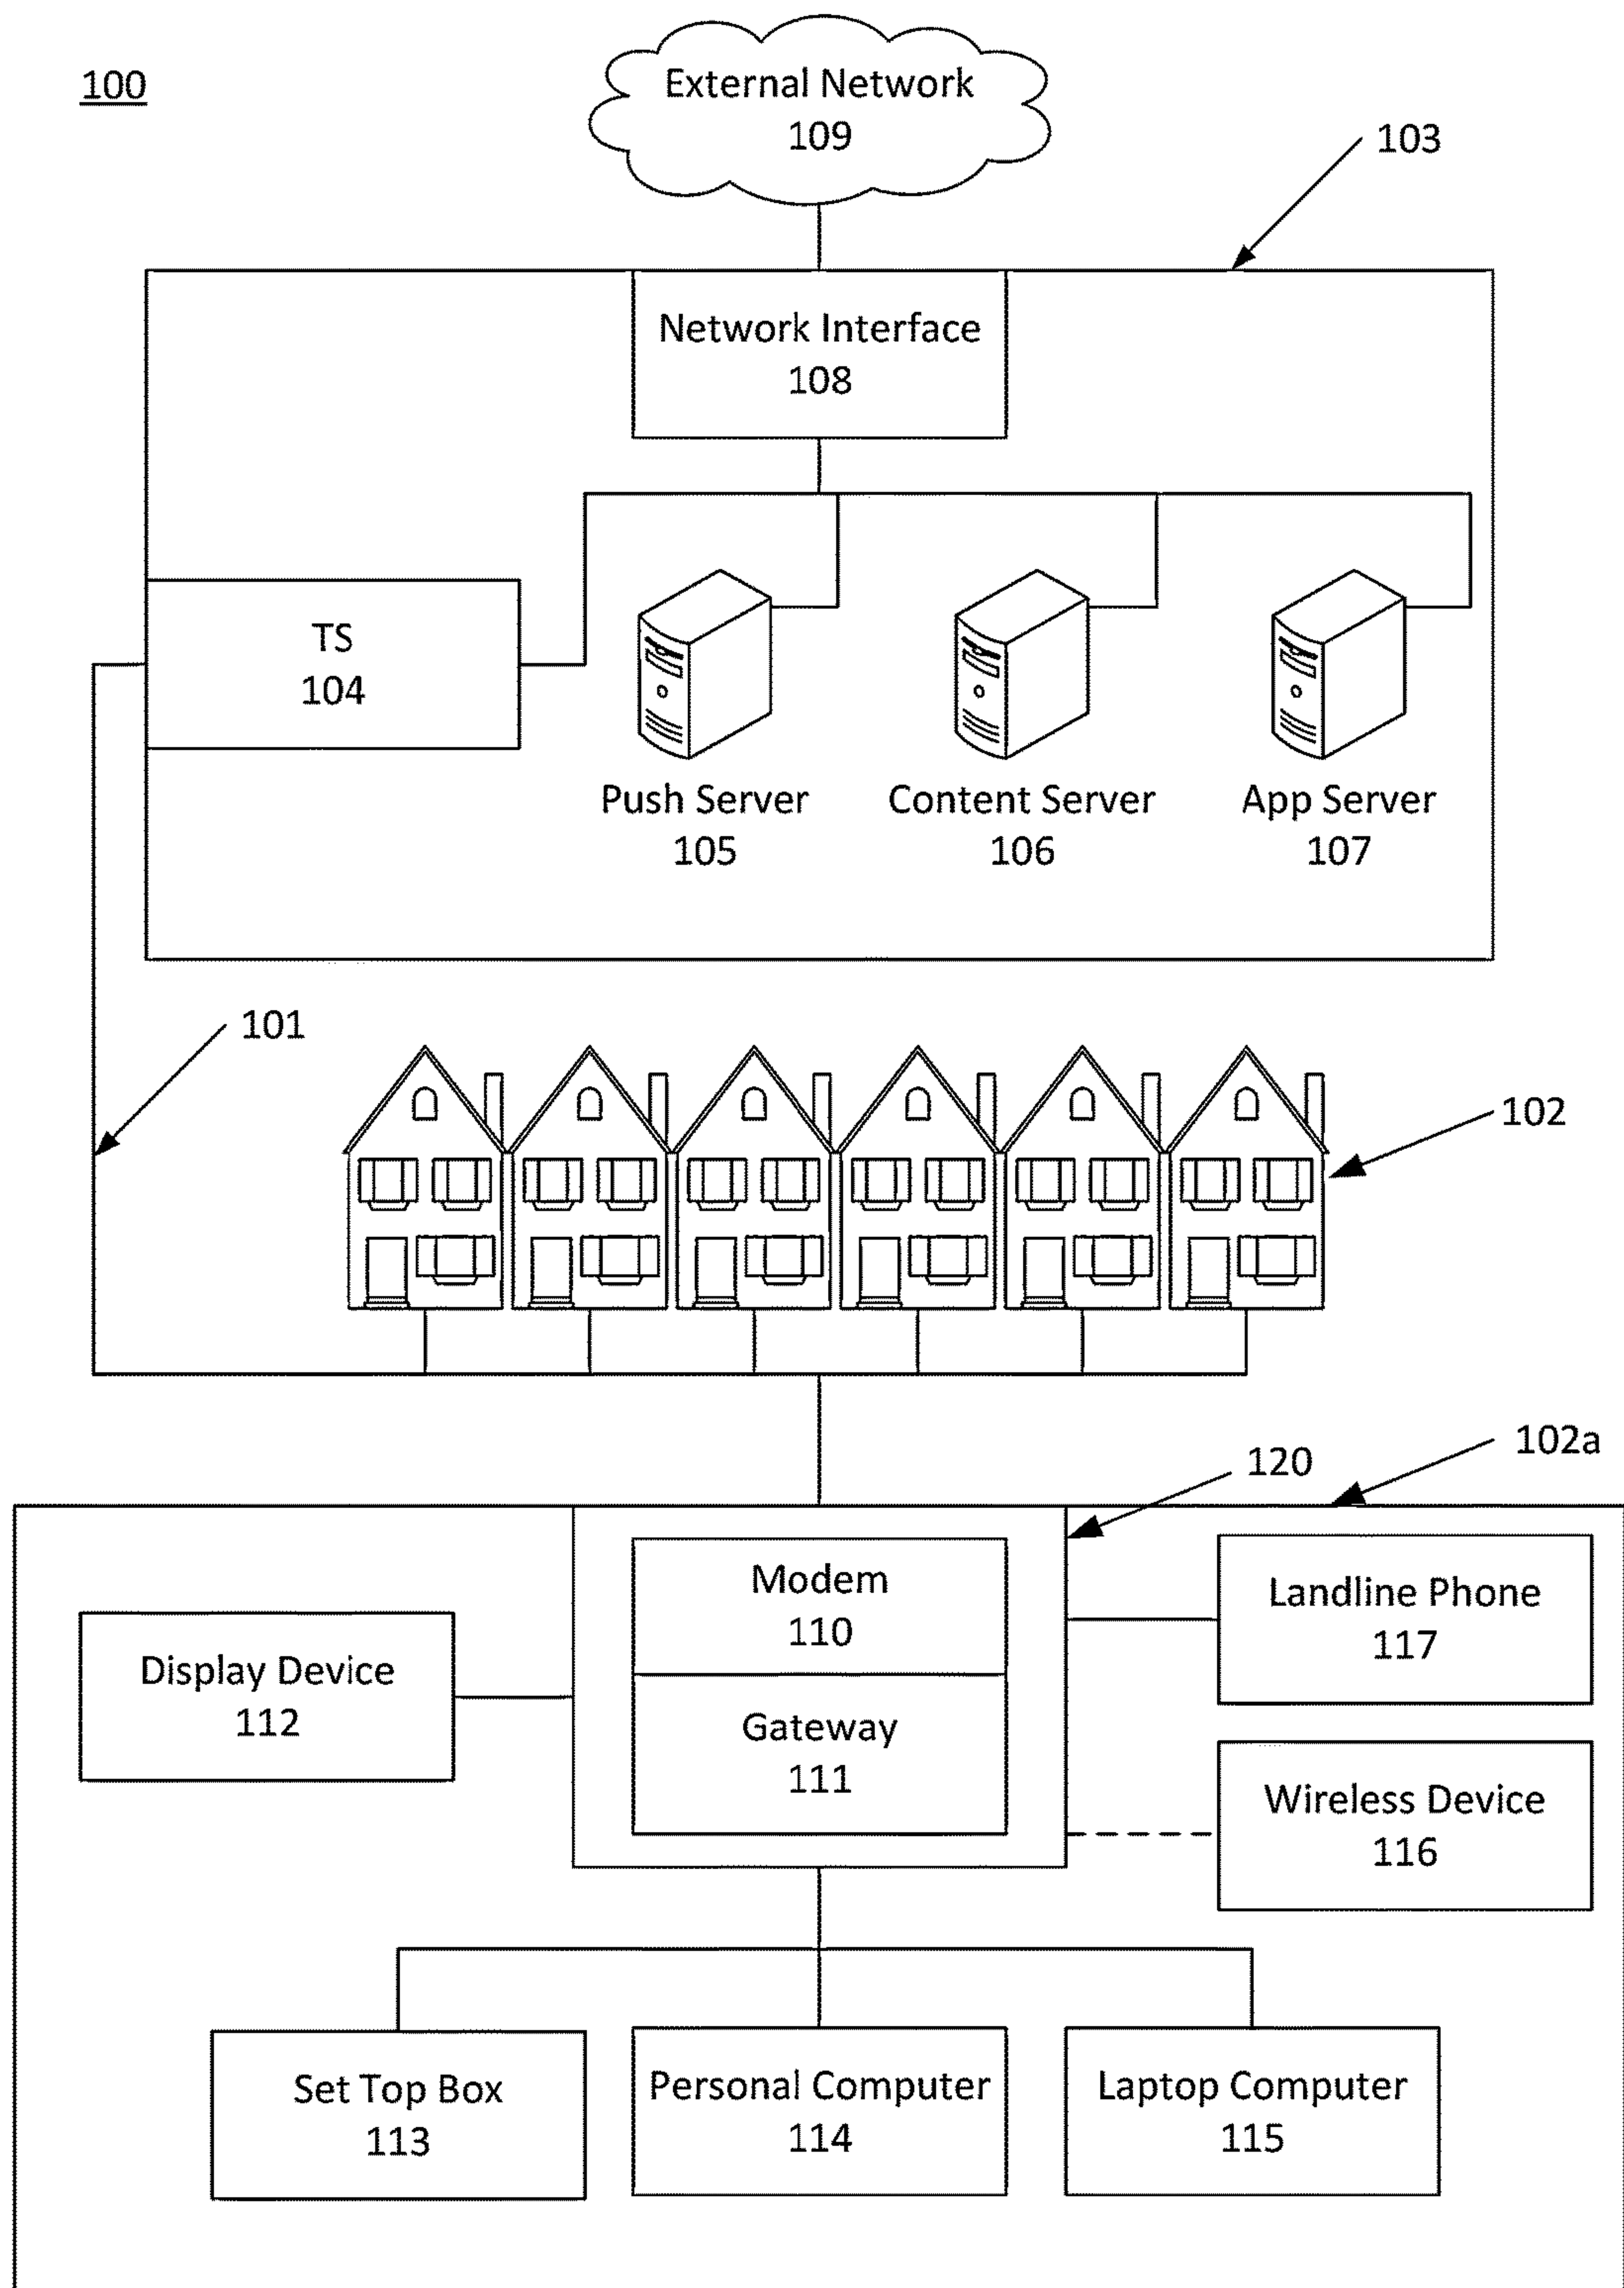 100
External Network
109
103
Network Interface
108
TS
104
Push Server
105
Content Server
106
App Server
107
101
102
102a
120
Modem
110
Landline Phone
117
Display Device
112
Gateway
111
Wireless Device
116
Set Top Box
113
Personal Computer
114
Laptop Computer
115